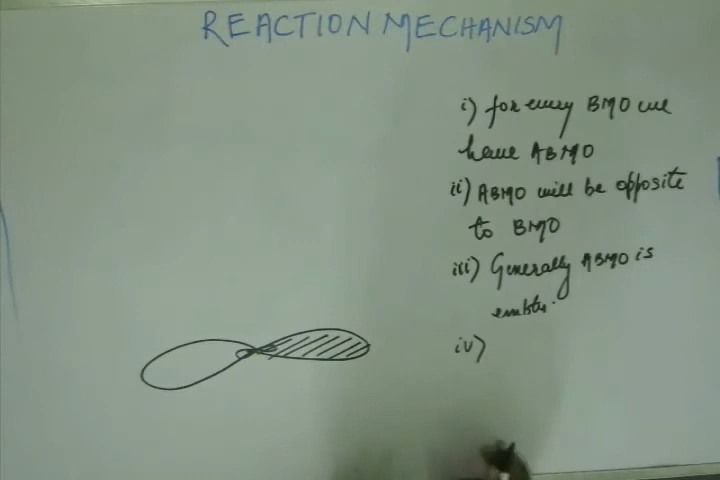 REACTION MECHANISM
i) for every BMO we
have ABMO
ii) ABMO will be opposite
to BMO
iii) Generally ABMO is
iv)